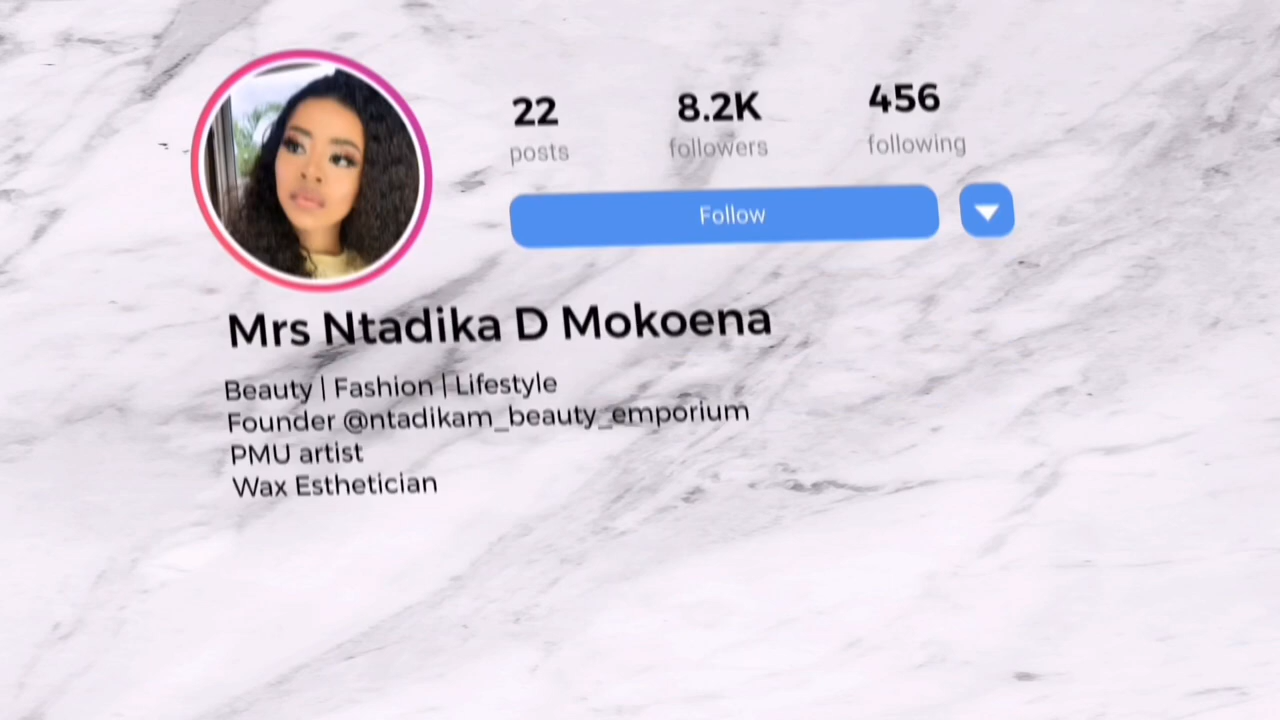 22 8.2K 456
posts followers following
Follow
Mrs Ntadika D Mokoena
Beauty | Fashion | Lifestyle
Founder @ntadikam_beauty_emporium
PMU artist
Wax Esthetician